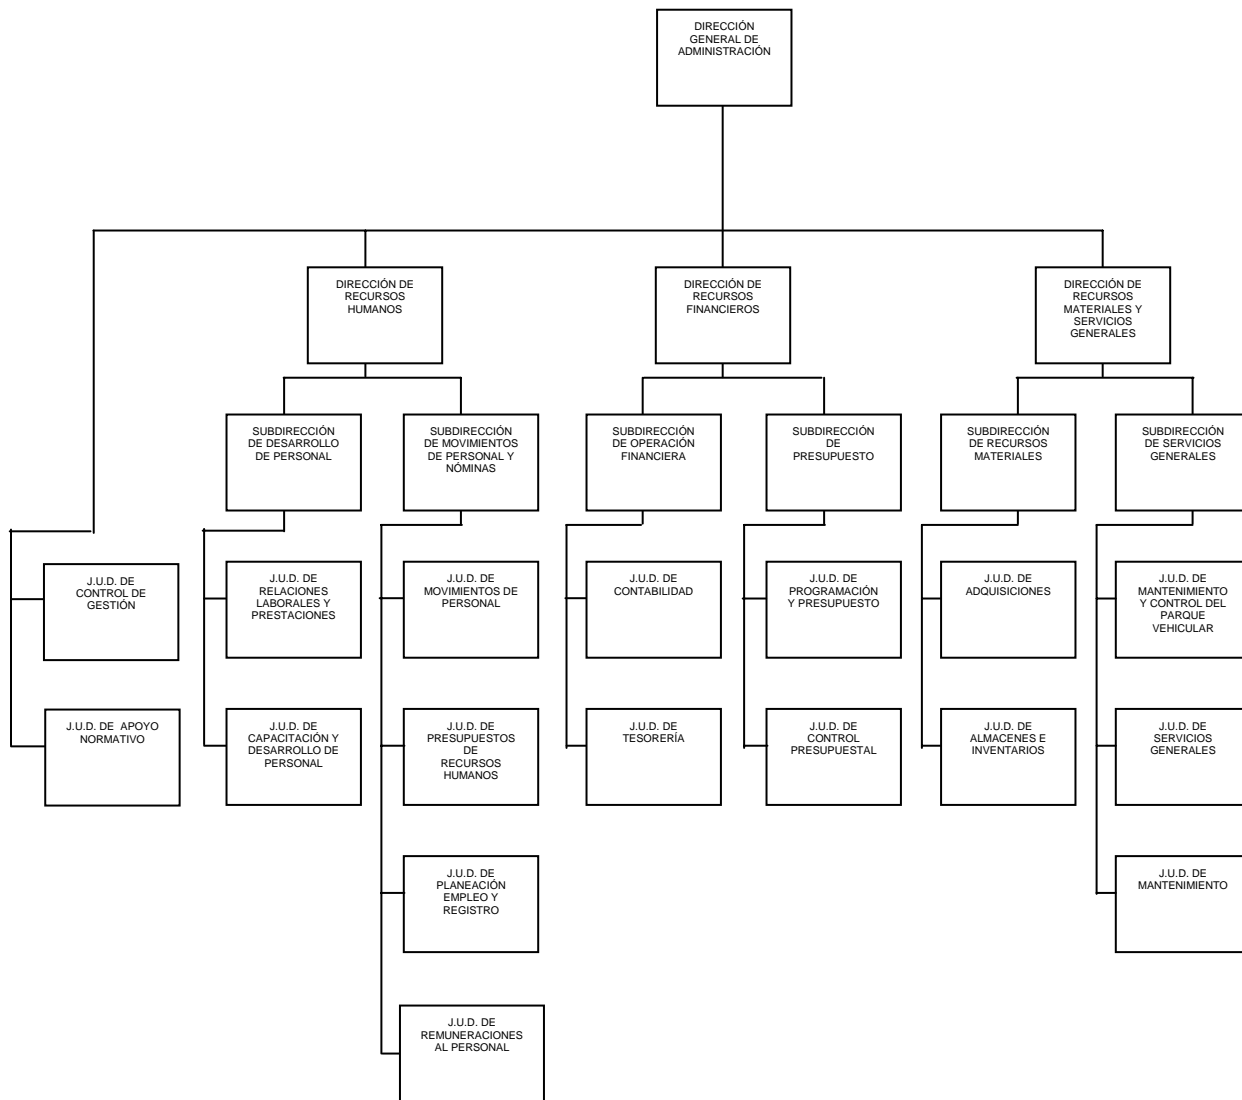 DIRECCIÓN
GENERAL DE
ADMINISTRACIÓN
DIRECCIÓN DE
RECURSOS
HUMANOS
DIRECCIÓN DE
RECURSOS
FINANCIEROS
DIRECCIÓN DE
RECURSOS
MATERIALES Y
SERVICIOS
GENERALES
SUBDIRECCIÓN
DE DESARROLLO
DE PERSONAL
SUBDIRECCIÓN
DE MOVIMIENTOS
DE PERSONAL Y
NÓMINAS
SUBDIRECCIÓN
DE OPERACIÓN
FINANCIERA
SUBDIRECCIÓN
DE
PRESUPUESTO
SUBDIRECCIÓN
DE RECURSOS
MATERIALES
SUBDIRECCIÓN
DE SERVICIOS
GENERALES
J.U.D. DE
CONTROL DE
GESTIÓN
J.U.D. DE
RELACIONES
LABORALES Y
PRESTACIONES
J.U.D. DE
MOVIMIENTOS DE
PERSONAL
J.U.D. DE
CONTABILIDAD
J.U.D. DE
PROGRAMACIÓN
Y PRESUPUESTO
J.U.D. DE
ADQUISICIONES
J.U.D. DE
MANTENIMIENTO
Y CONTROL DEL
PARQUE
VEHICULAR
J.U.D. DE APOYO
NORMATIVO
J.U.D. DE
CAPACITACIÓN Y
DESARROLLO DE
PERSONAL
J.U.D. DE
PRESUPUESTOS
DE
RECURSOS
HUMANOS
J.U.D. DE
TESORERÍA
J.U.D. DE
CONTROL
PRESUPUESTAL
J.U.D. DE
ALMACENES E
INVENTARIOS
J.U.D. DE
SERVICIOS
GENERALES
J.U.D. DE
PLANEACIÓN
EMPLEO Y
REGISTRO
J.U.D. DE
MANTENIMIENTO
J.U.D. DE
REMUNERACIONES
AL PERSONAL